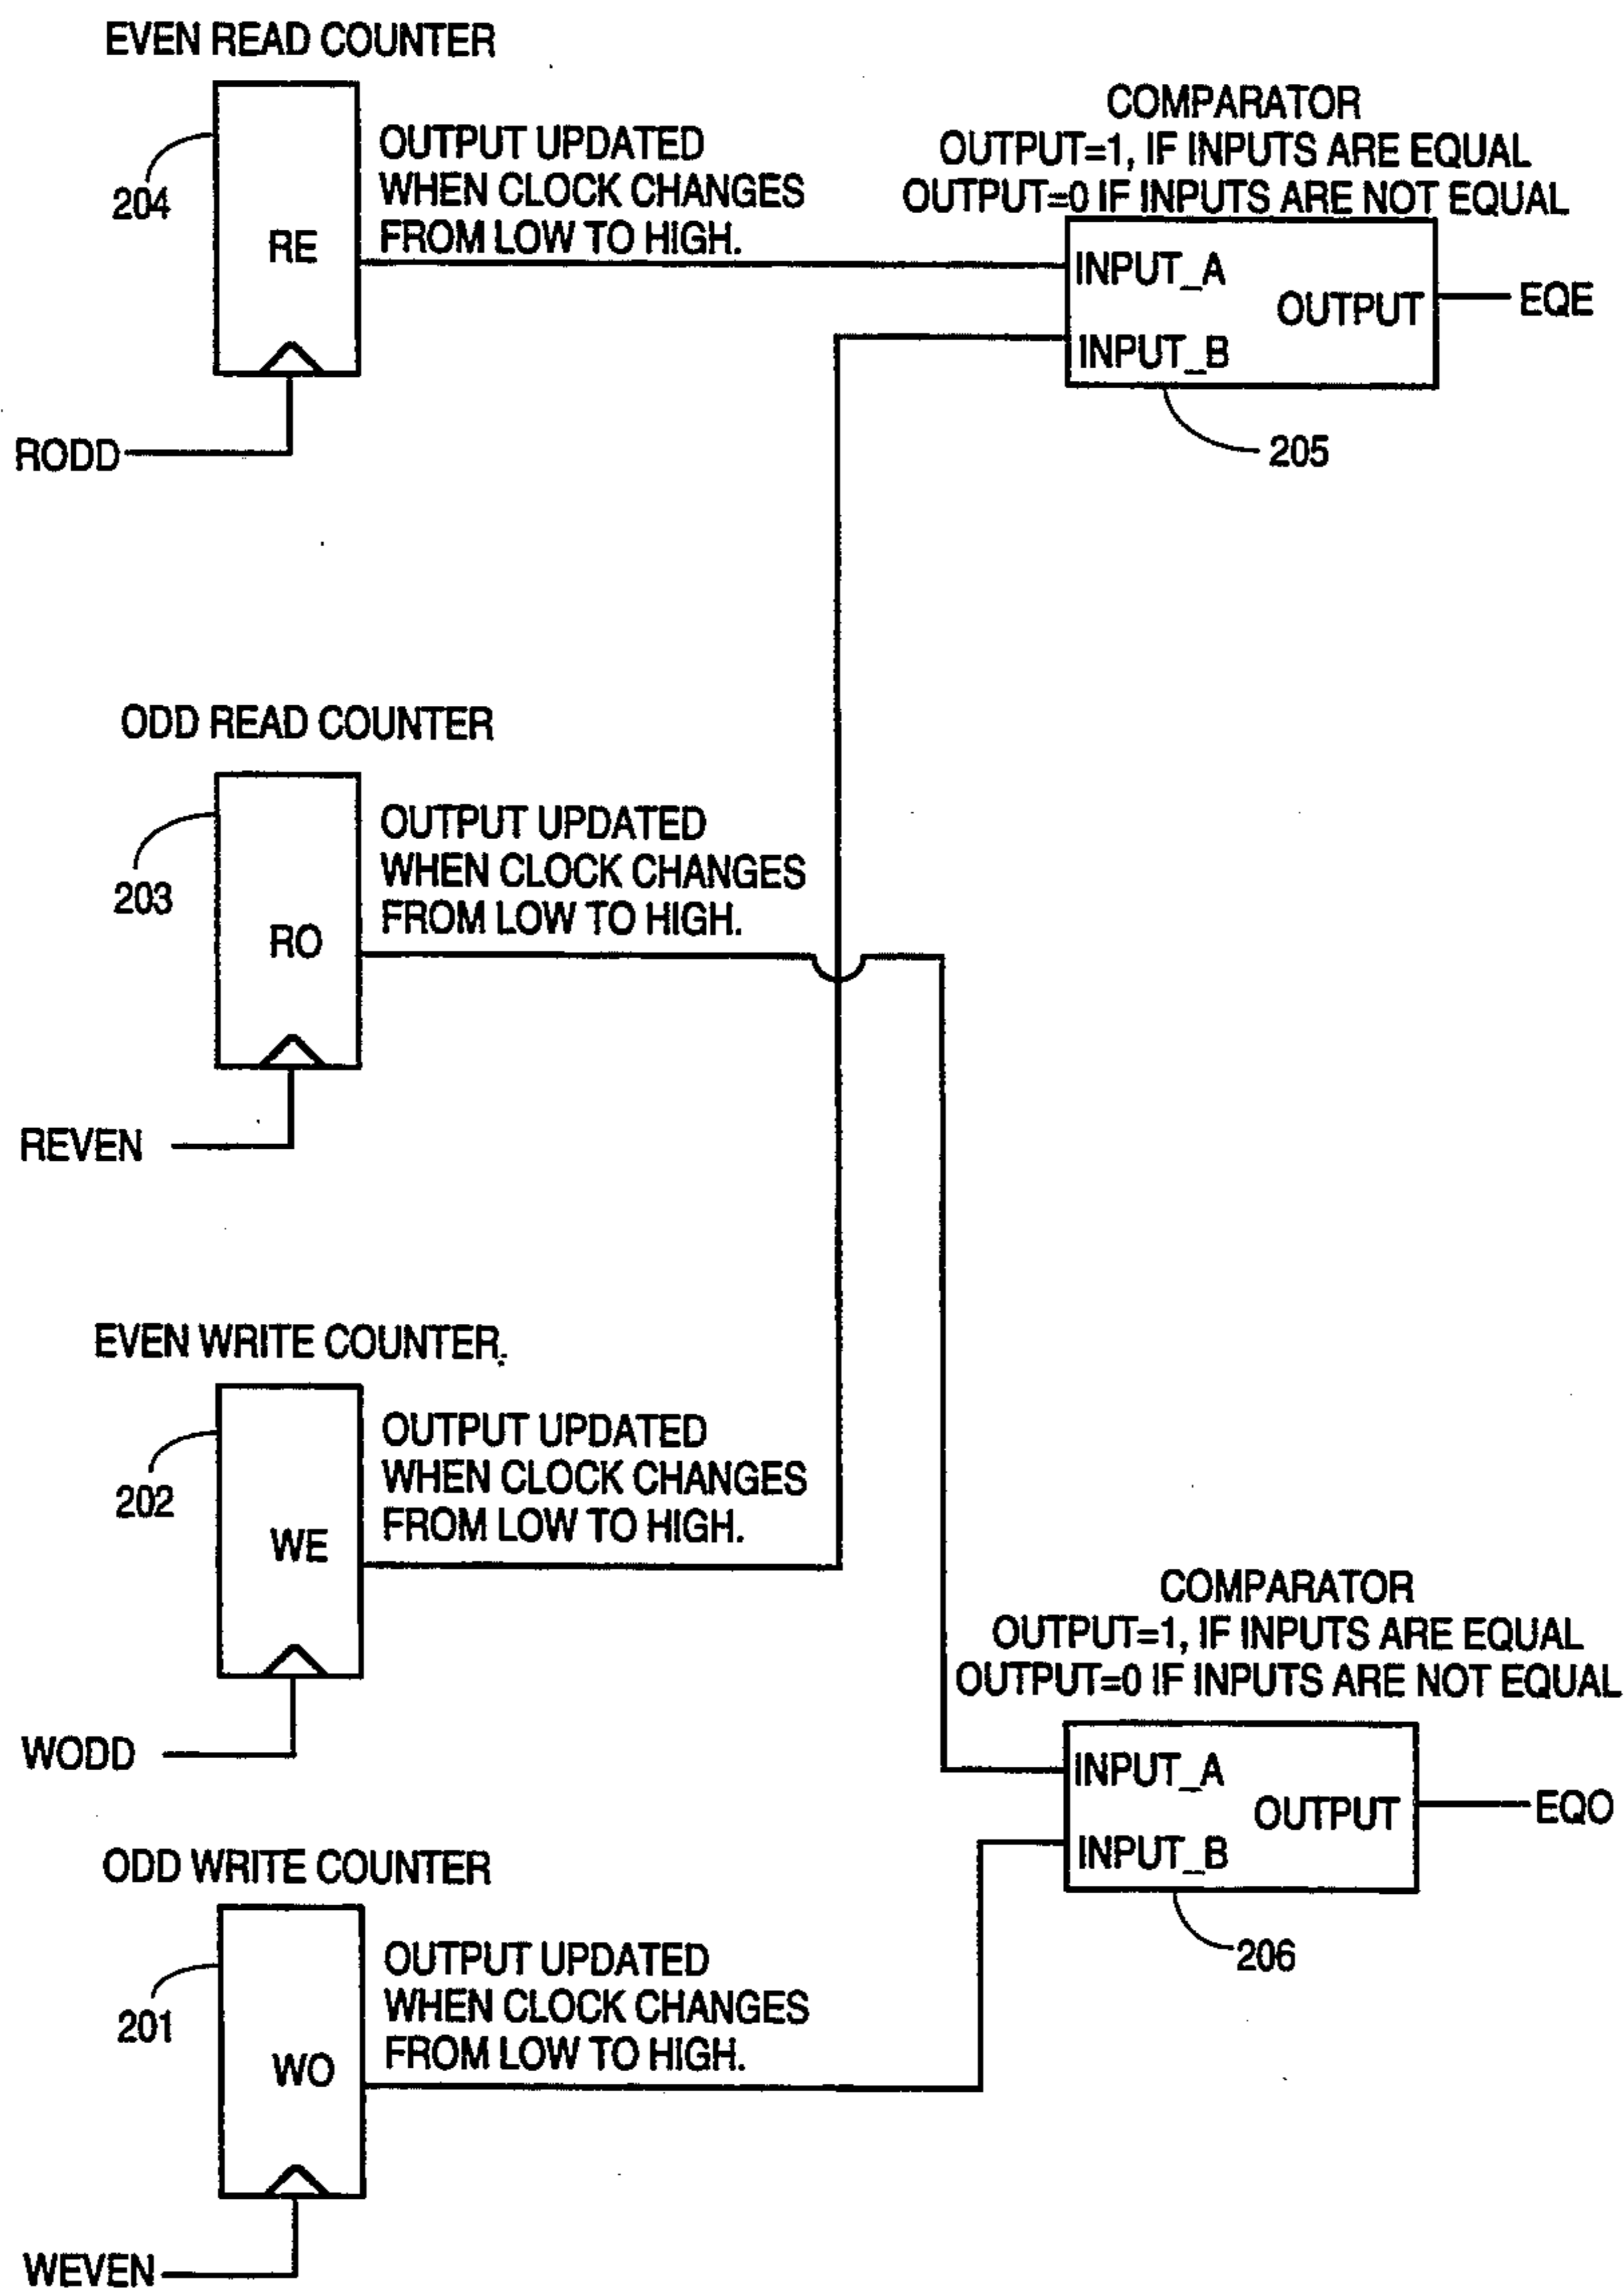 EVEN READ COUNTER
204
RE
OUTPUT UPDATED
WHEN CLOCK CHANGES
FROM LOW TO HIGH.
RODD
COMPARATOR
OUTPUT=1, IF INPUTS ARE EQUAL
OUTPUT=0 IF INPUTS ARE NOT EQUAL
INPUT_A
OUTPUT
INPUT_B
EQE
205
ODD READ COUNTER
203
RO
OUTPUT UPDATED
WHEN CLOCK CHANGES
FROM LOW TO HIGH.
REVEN
EVEN WRITE COUNTER
202
WE
OUTPUT UPDATED
WHEN CLOCK CHANGES
FROM LOW TO HIGH.
WODD
COMPARATOR
OUTPUT=1, IF INPUTS ARE EQUAL
OUTPUT=0 IF INPUTS ARE NOT EQUAL
INPUT_A
OUTPUT
INPUT_B
EQO
206
ODD WRITE COUNTER
201
WO
OUTPUT UPDATED
WHEN CLOCK CHANGES
FROM LOW TO HIGH.
WEVEN